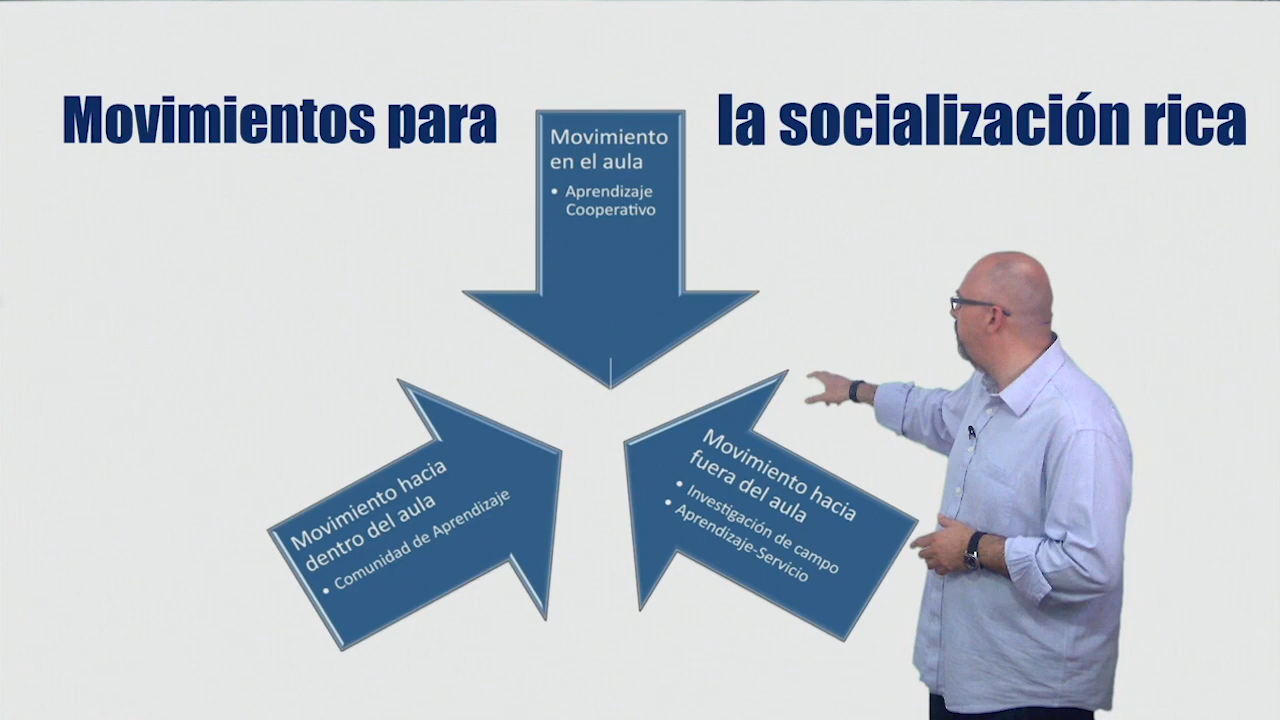 Movimientos para la socialización rica
Movimiento
en el aula
• Aprendizaje
Cooperativo
Movimiento hacia
dentro del aula
• Comunidad de Aprendizaje
Movimiento hacia
fuera del aula
• Investigación de campo
• Aprendizaje-Servicio